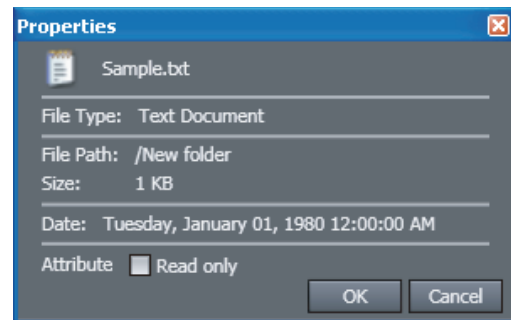 Properties
Sample.txt
File Type: Text Document
File Path: /New folder
Size: 1 KB
Date: Tuesday, January 01, 1980 12:00:00 AM
Attribute Read only
OK Cancel